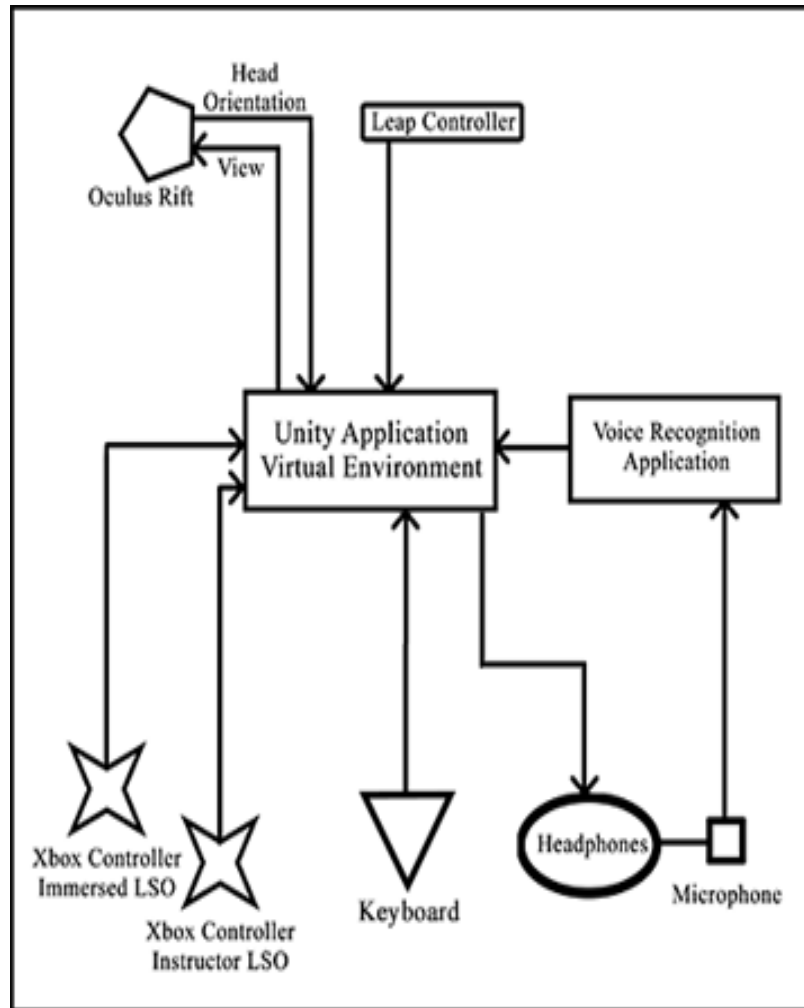 Head
Orientation
View
Oculus Rift
Leap Controller
Unity Application
Virtual Environment
Voice Recognition
Application
Xbox Controller
Immersed LSO
Xbox Controller
Instructor LSO
Keyboard
Headphones
Microphone